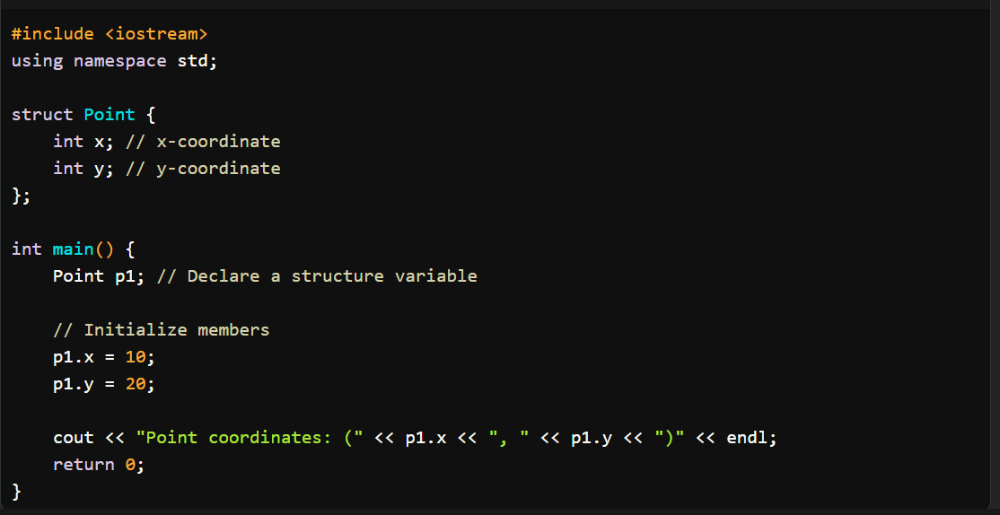 #include <iostream>
using namespace std;

struct Point {
    int x; // x-coordinate
    int y; // y-coordinate
};

int main() {
    Point p1; // Declare a structure variable

    // Initialize members
    p1.x = 10;
    p1.y = 20;

    cout << "Point coordinates: (" << p1.x << ", " << p1.y << ")" << endl;
    return 0;
}